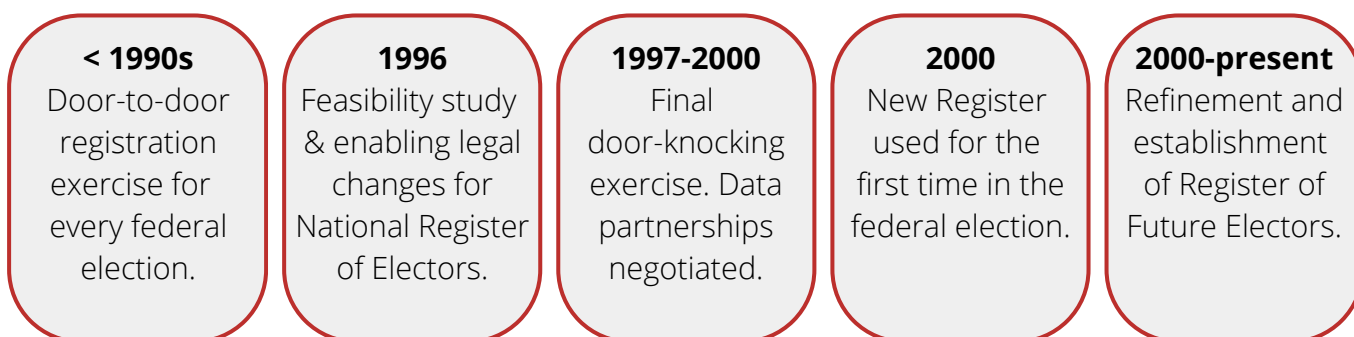 < 1990s
Door-to-door
registration
exercise for
every federal
election.
1996
Feasibility study
& enabling legal
changes for
National Register
of Electors.
1997-2000
Final
door-knocking
exercise. Data
partnerships
negotiated.
2000
New Register
used for the
first time in the
federal election.
2000-present
Refinement and
establishment
of Register of
Future Electors.